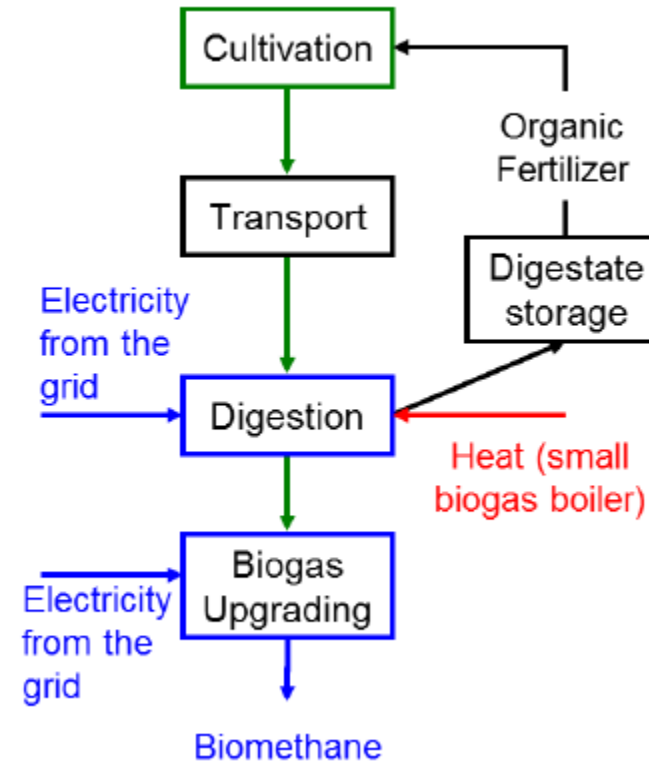 Cultivation
Organic
Fertilizer
Transport
Digestate
storage
Electricity
from the
grid
Digestion
Heat (small
biogas boiler)
Biogas
Upgrading
Electricity
from the
grid
Biomethane